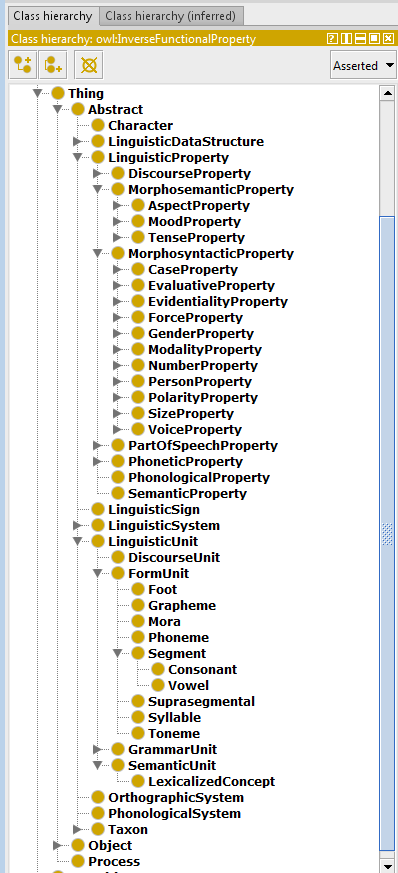 Class hierarchy Class hierarchy (inferred)
Class hierarchy: owl:InverseFunctionalProperty
Asserted
Thing
Abstract
Character
LinguisticDataStructure
LinguisticProperty
DiscourseProperty
MorphosemanticProperty
AspectProperty
MoodProperty
TenseProperty
MorphosyntacticProperty
CaseProperty
EvaluativeProperty
EvidentialityProperty
ForceProperty
GenderProperty
ModalityProperty
NumberProperty
PersonProperty
PolarityProperty
SizeProperty
VoiceProperty
PartOfSpeechProperty
PhoneticProperty
PhonologicalProperty
SemanticProperty
LinguisticSign
LinguisticSystem
LinguisticUnit
DiscourseUnit
FormUnit
Foot
Grapheme
Mora
Phoneme
Segment
Consonant
Vowel
Suprasegmental
Syllable
Toneme
GrammarUnit
SemanticUnit
LexicalizedConcept
OrthographicSystem
PhonologicalSystem
Taxon
Object
Process